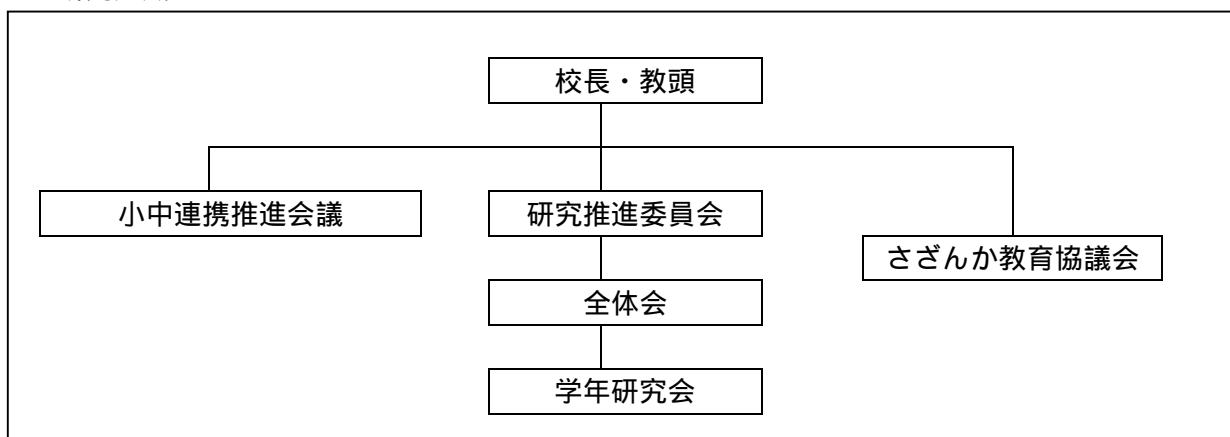 校長・教頭
小中連携推進会議
研究推進委員会
さざんか教育協議会
全体会
学年研究会